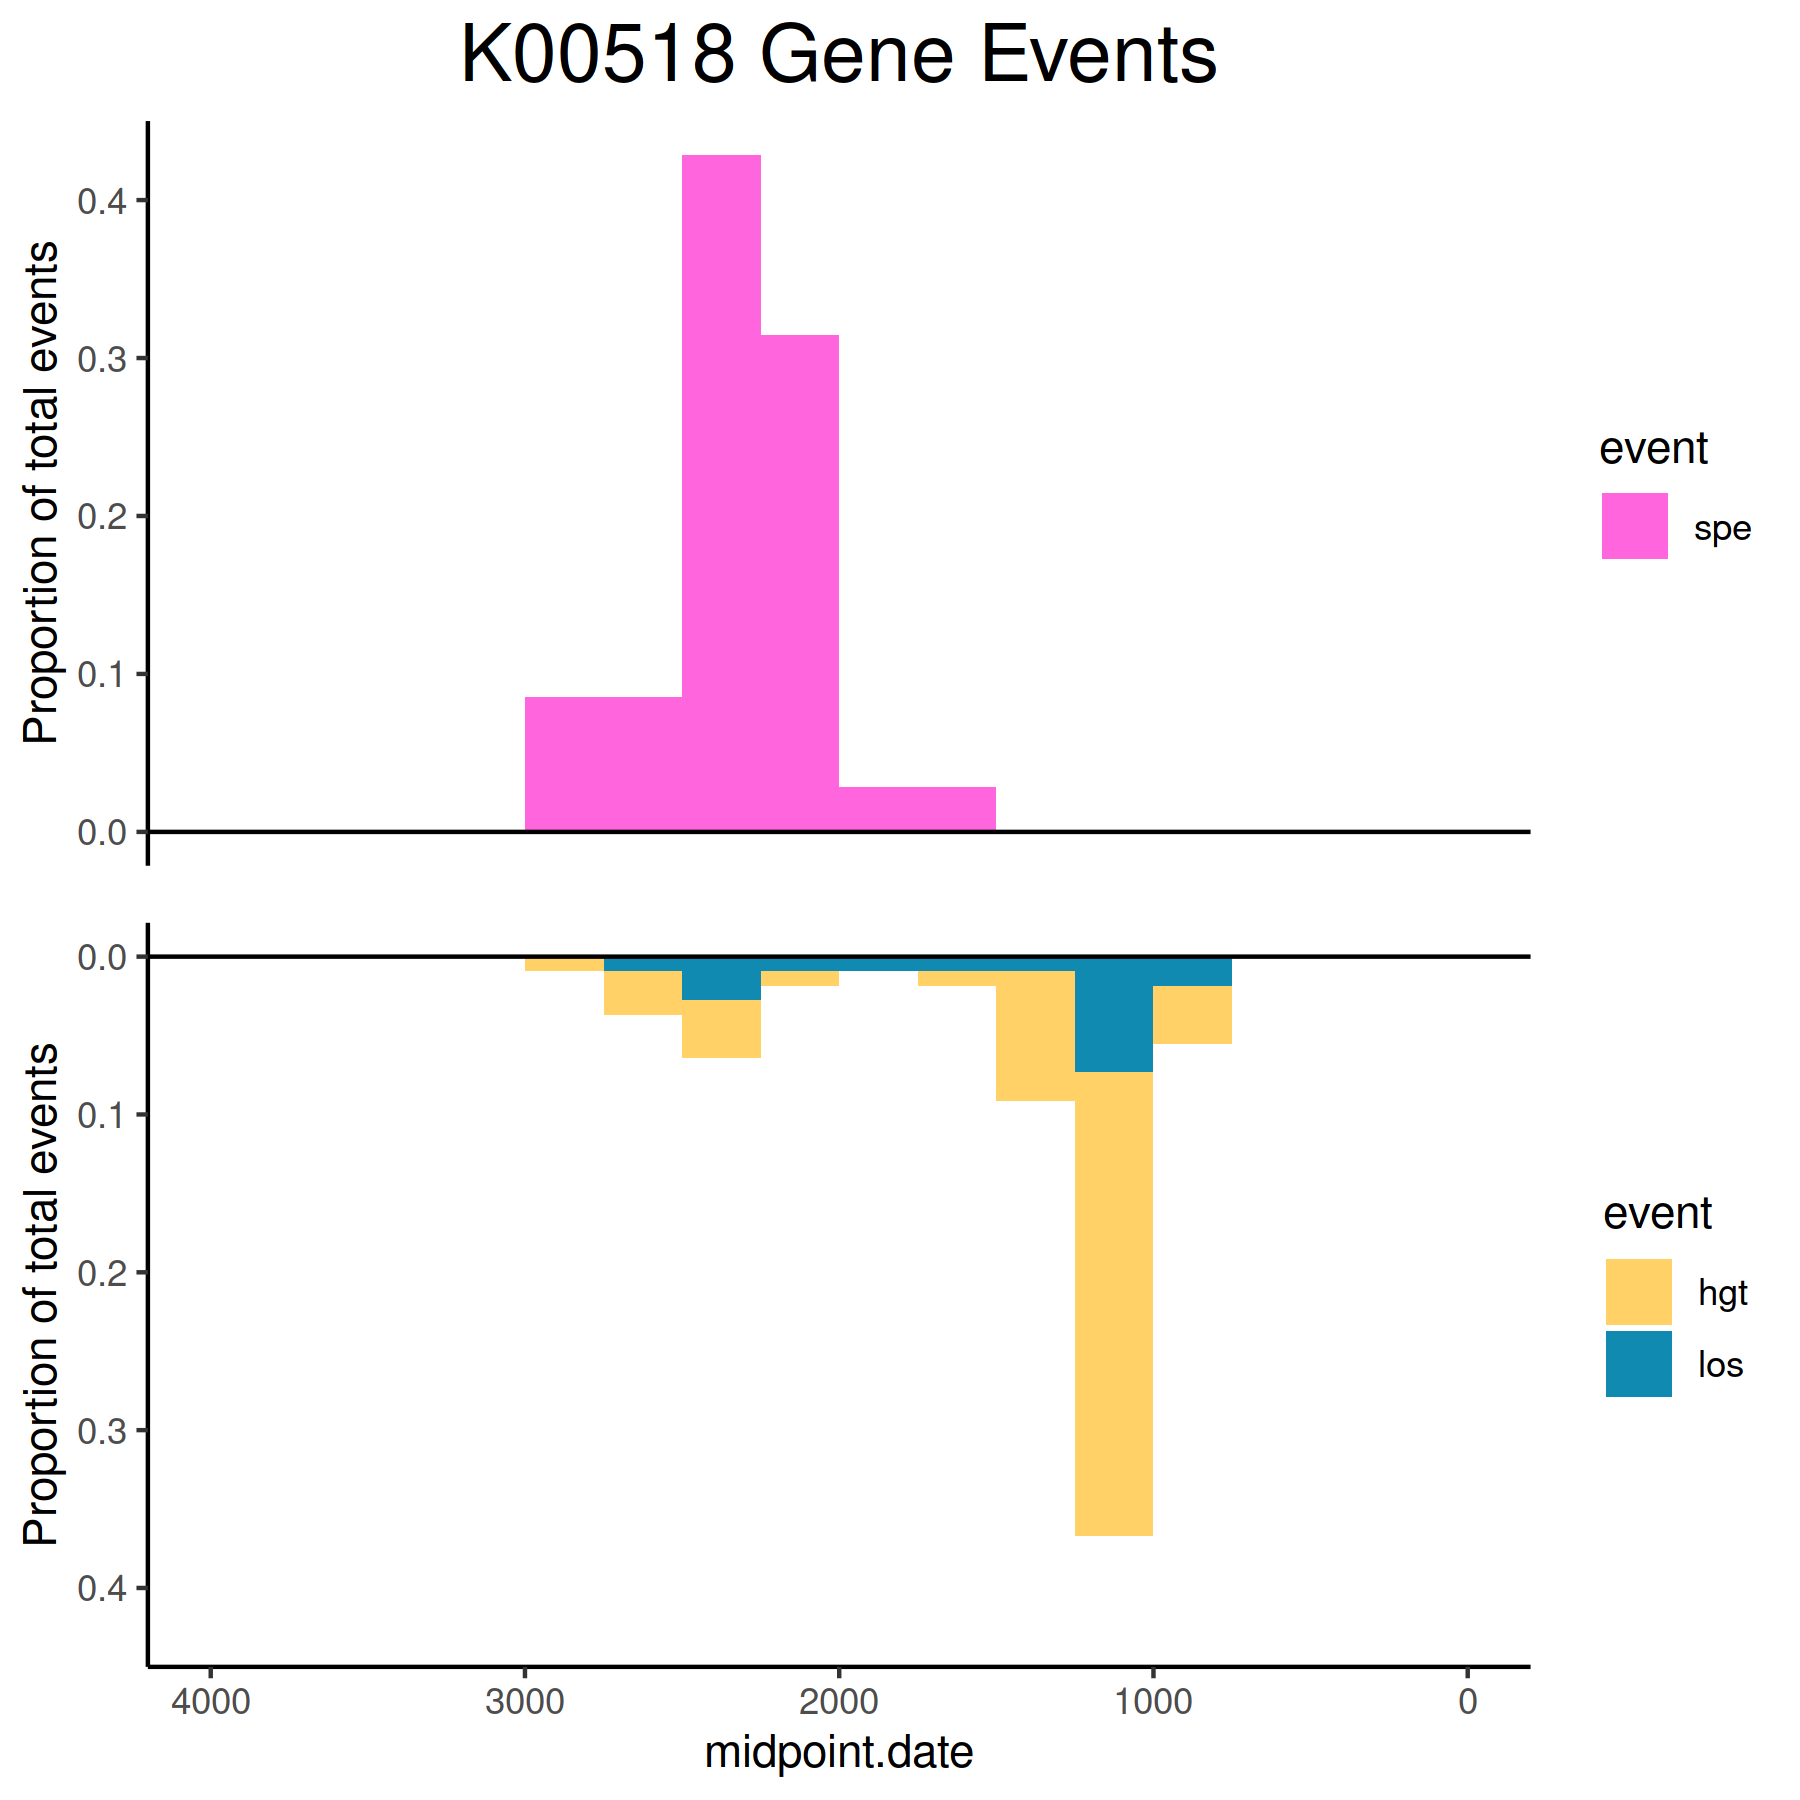 K00518 Gene Events
Proportion of total events
0.4
0.3
0.2
0.1
0.0
event
spe
Proportion of total events
0.0
0.1
0.2
0.3
0.4
event
hgt
los
4000 3000 2000 1000 0
midpoint.date